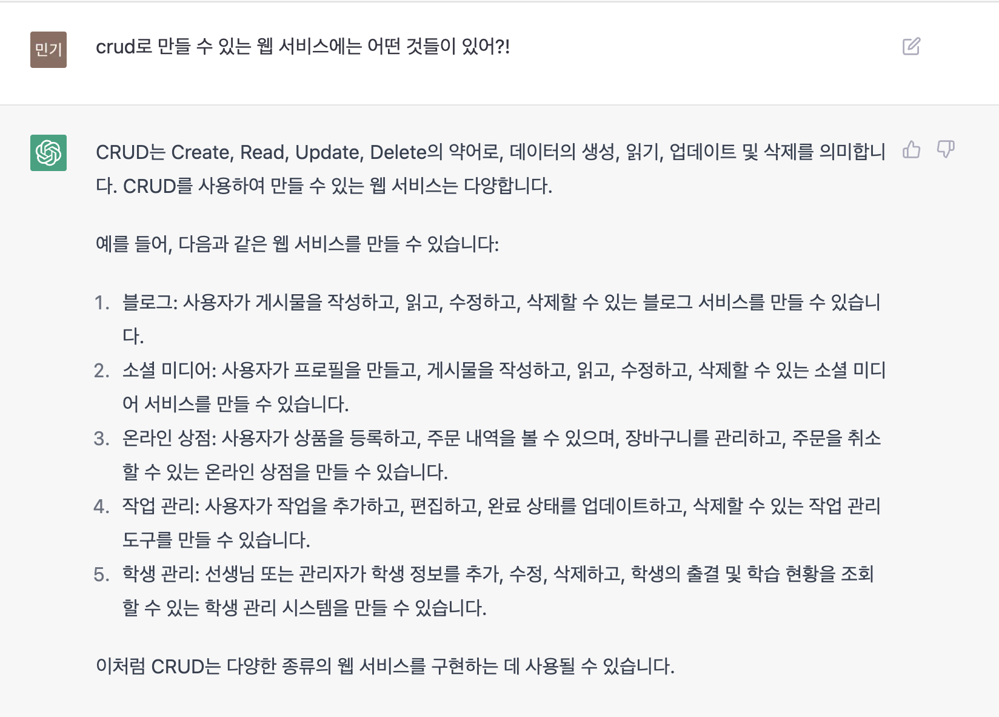 민기
crud로 만들 수 있는 웹 서비스에는 어떤 것들이 있어?!
CRUD는 Create, Read, Update, Delete의 약어로, 데이터의 생성, 읽기, 업데이트 및 삭제를 의미합니
다. CRUD를 사용하여 만들 수 있는 웹 서비스는 다양합니다.
예를 들어, 다음과 같은 웹 서비스를 만들 수 있습니다:
1. 블로그: 사용자가 게시물을 작성하고, 읽고, 수정하고, 삭제할 수 있는 블로그 서비스를 만들 수 있습니
다.
2. 소셜 미디어: 사용자가 프로필을 만들고, 게시물을 작성하고, 읽고, 수정하고, 삭제할 수 있는 소셜 미디
어 서비스를 만들 수 있습니다.
3. 온라인 상점: 사용자가 상품을 등록하고, 주문 내역을 볼 수 있으며, 장바구니를 관리하고, 주문을 취소
할 수 있는 온라인 상점을 만들 수 있습니다.
4. 작업 관리: 사용자가 작업을 추가하고, 편집하고, 완료 상태를 업데이트하고, 삭제할 수 있는 작업 관리
도구를 만들 수 있습니다.
5. 학생 관리: 선생님 또는 관리자가 학생 정보를 추가, 수정, 삭제하고, 학생의 출결 및 학습 현황을 조회
할 수 있는 학생 관리 시스템을 만들 수 있습니다.
이처럼 CRUD는 다양한 종류의 웹 서비스를 구현하는 데 사용될 수 있습니다.